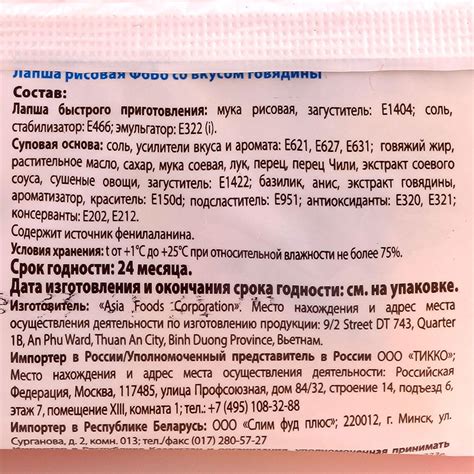 Лапша рисовая ФоБо со вкусом говядины
Состав:
Лапша быстрого приготовления: мука рисовая, загуститель: E1404; соль,
стабилизатор: E466; эмульгатор: E322 (i).
Суповая основа: соль, усилители вкуса и аромата: E621, E627, E631; говяжий жир,
растительное масло, сахар, мука соевая, лук, перец, перец Чили, экстракт соевого
соуса, сушеные овощи, загуститель: E1422; базилик, анис, экстракт говядины,
ароматизатор, краситель: E150d; подсластитель: E951; антиоксиданты: E320, E321;
консерванты: E202, E212.
Содержит источник фенилаланина.
Условия хранения: t от +1°C до +25°C при относительной влажности не более 75%.
Срок годности: 24 месяца.
Дата изготовления и окончания срока годности: см. на упаковке.
Изготовитель: «Asia Foods Corporation». Место нахождения и адрес места
осуществления деятельности по изготовлению продукции: 9/2 Street DT 743, Quarter
1B, An Phu Ward, Thuan An City, Binh Duong Province, Вьетнам.
Импортер в России/Уполномоченный представитель в России ООО «ТИККО»;
Место нахождения и адрес места осуществления деятельности: Российская
Федерация, Москва, 117485, улица Профсоюзная, дом 84/32, строение 14, подъезд 6,
этаж 7, помещение XIII, комната 1; тел.: +7 (495) 108-32-88
Импортер в Республике Беларусь: ООО «Слим фуд плюс»; 220012, г. Минск, ул.
Сурганова, д. 2, комн. 013; тел./факс (017) 280-57-27
принимать